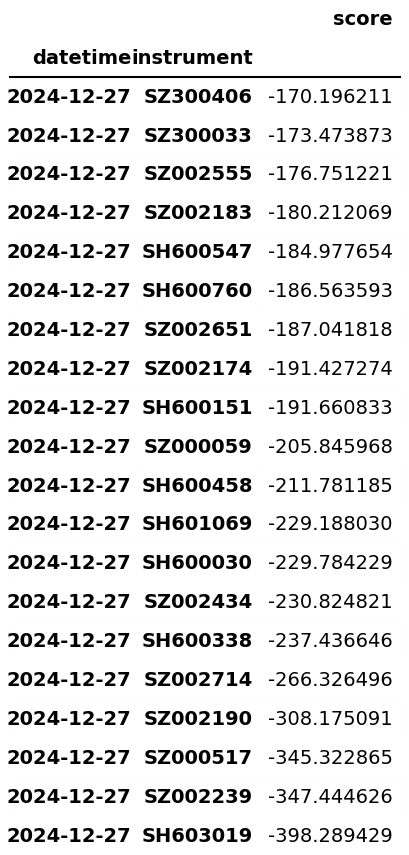 score
datetime instrument
2024-12-27 SZ300406 -170.196211
2024-12-27 SZ300033 -173.473873
2024-12-27 SZ002555 -176.751221
2024-12-27 SZ002183 -180.212069
2024-12-27 SH600547 -184.977654
2024-12-27 SH600760 -186.563593
2024-12-27 SZ002651 -187.041818
2024-12-27 SZ002174 -191.427274
2024-12-27 SH600151 -191.660833
2024-12-27 SZ000059 -205.845968
2024-12-27 SH600458 -211.781185
2024-12-27 SH601069 -229.188030
2024-12-27 SH600030 -229.784229
2024-12-27 SZ002434 -230.824821
2024-12-27 SH600338 -237.436646
2024-12-27 SZ002714 -266.326496
2024-12-27 SZ002190 -308.175091
2024-12-27 SZ000517 -345.322865
2024-12-27 SZ002239 -347.444626
2024-12-27 SH603019 -398.289429